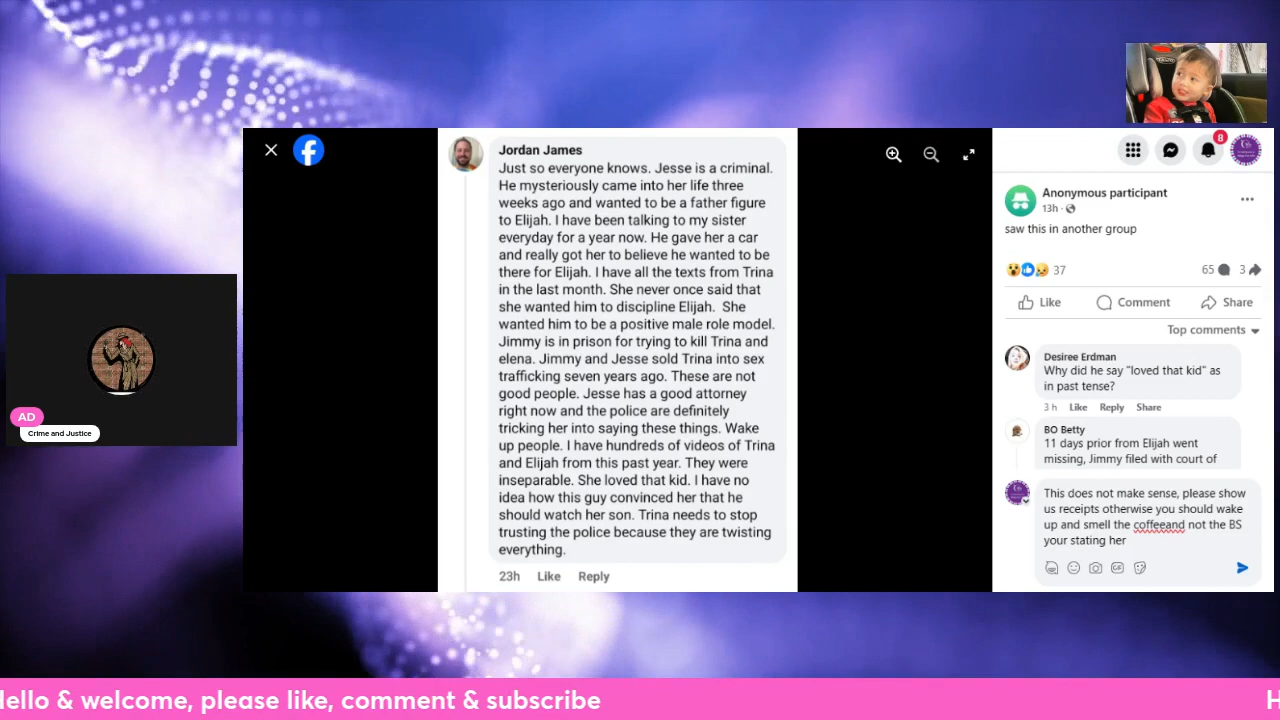 Jordan James
Just so everyone knows. Jesse is a criminal.
He mysteriously came into her life three
weeks ago and wanted to be a father figure
to Elijah. I have been talking to my sister
everyday for a year now. He gave her a car
and really got her to believe he wanted to be
there for Elijah. I have all the texts from Trina
in the last month. She never once said that
she wanted him to discipline Elijah.  She
wanted him to be a positive male role model.
Jimmy is in prison for trying to kill Trina and
elena. Jimmy and Jesse sold Trina into sex
trafficking seven years ago. These are not
good people. Jesse has a good attorney
right now and the police are definitely
tricking her into saying these things. Wake
up people. I have hundreds of videos of Trina
and Elijah from this past year. They were
inseparable. She loved that kid. I have no
idea how this guy convinced her that he
should watch her son. Trina needs to stop
trusting the police because they are twisting
everything.
23h Like Reply
8
Anonymous participant
13h ·
saw this in another group
37
65
3
Like
Comment
Share
Top comments
Desiree Erdman
Why did he say "loved that kid" as
in past tense?
3 h Like Reply Share
BO Betty
11 days prior from Elijah went
missing, Jimmy filed with court of
This does not make sense, please show
us receipts otherwise you should wake
up and smell the coffeeand not the BS
your stating her
GIF
AD
Crime and Justice
Hello & welcome, please like, comment & subscribe
H